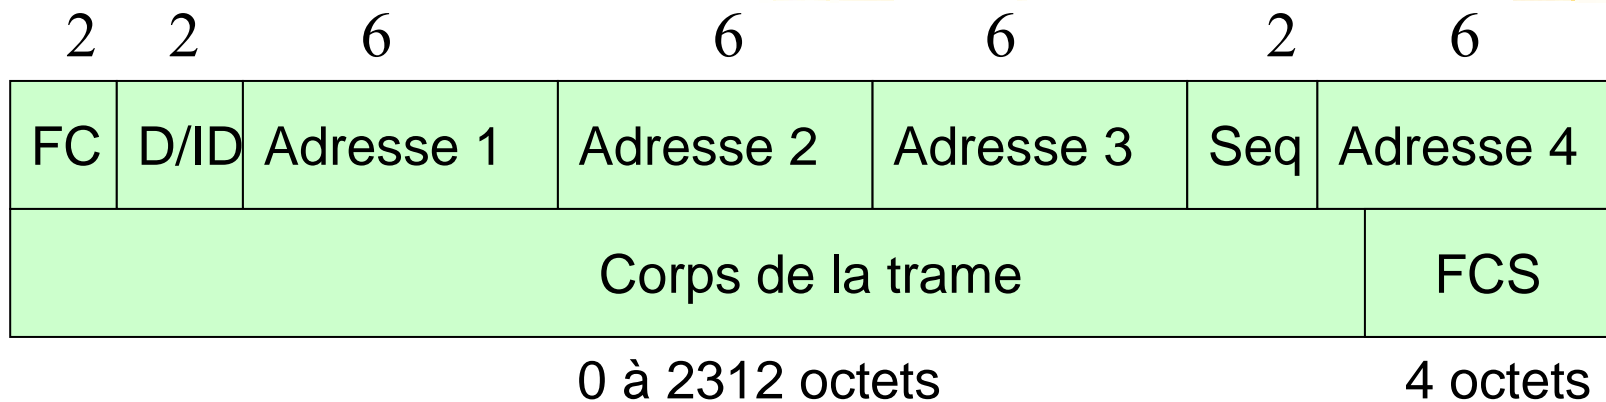 2 2 6 6 6 2 6
FC D/ID Adresse 1 Adresse 2 Adresse 3 Seq Adresse 4
Corps de la trame FCS
0 à 2312 octets 4 octets